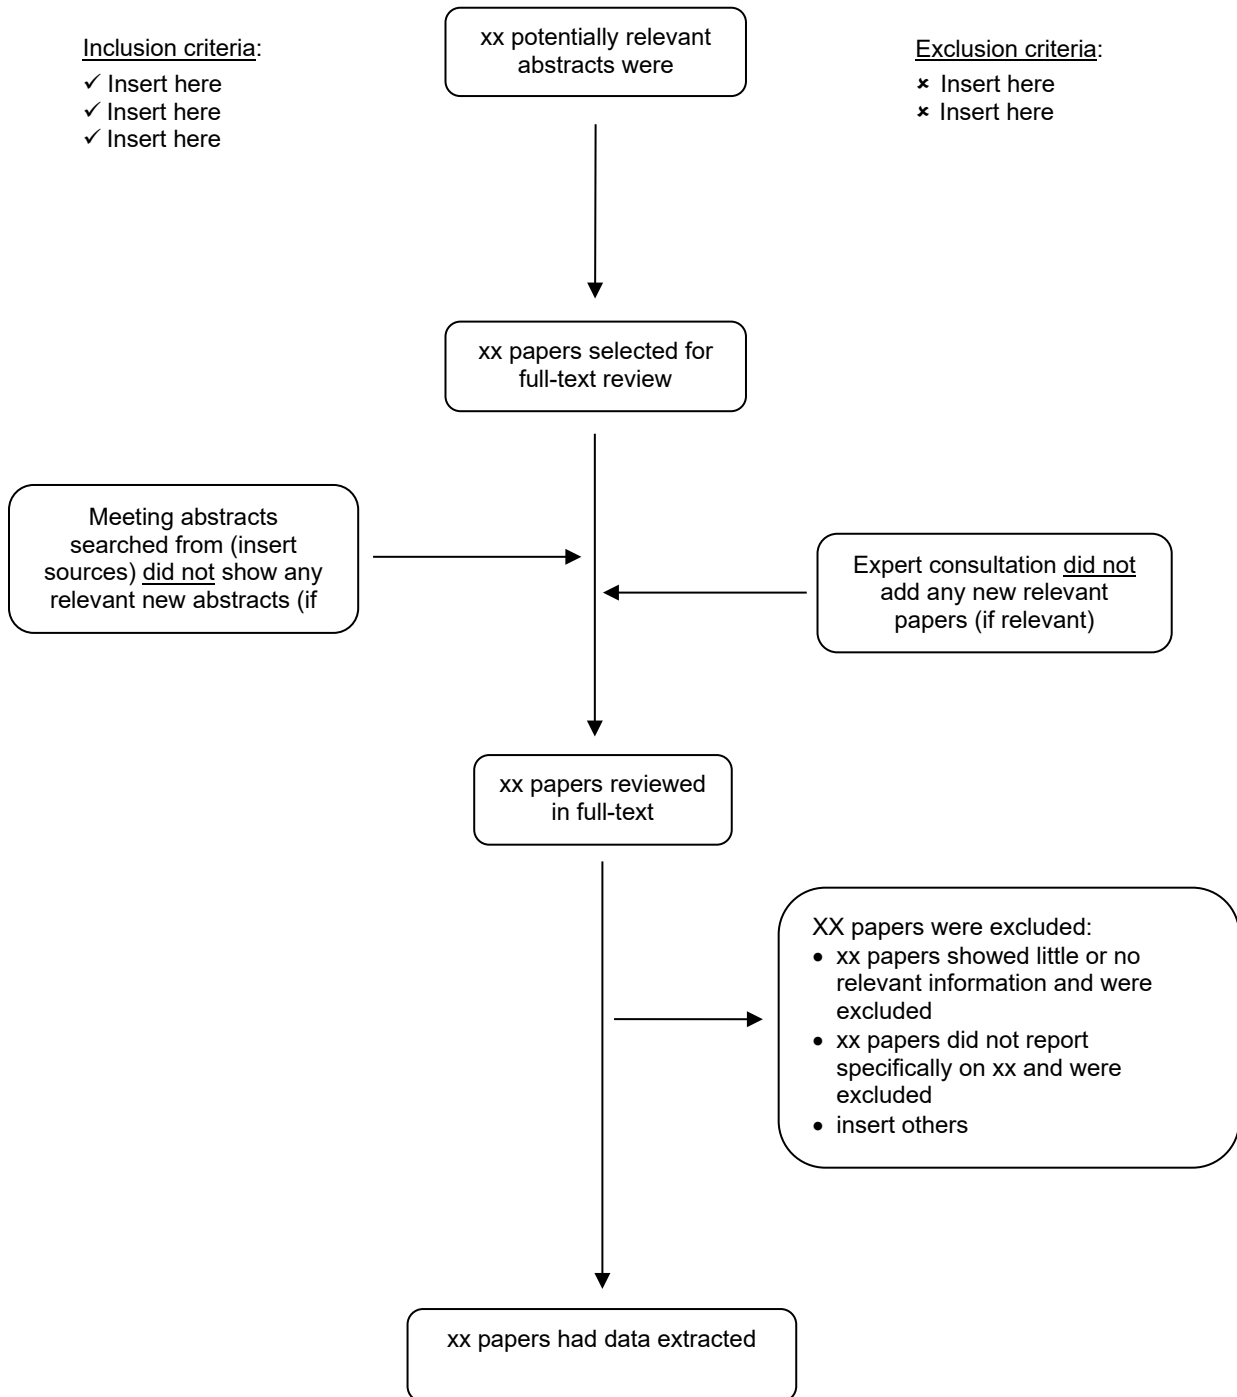 Inclusion criteria:
✓ Insert here
✓ Insert here
✓ Insert here
xx potentially relevant
abstracts were
Exclusion criteria:
× Insert here
× Insert here
xx papers selected for
full-text review
Meeting abstracts
searched from (insert
sources) did not show any
relevant new abstracts (if
Expert consultation did not
add any new relevant
papers (if relevant)
xx papers reviewed
in full-text
XX papers were excluded:
• xx papers showed little or no
relevant information and were
excluded
• xx papers did not report
specifically on xx and were
excluded
• insert others
xx papers had data extracted